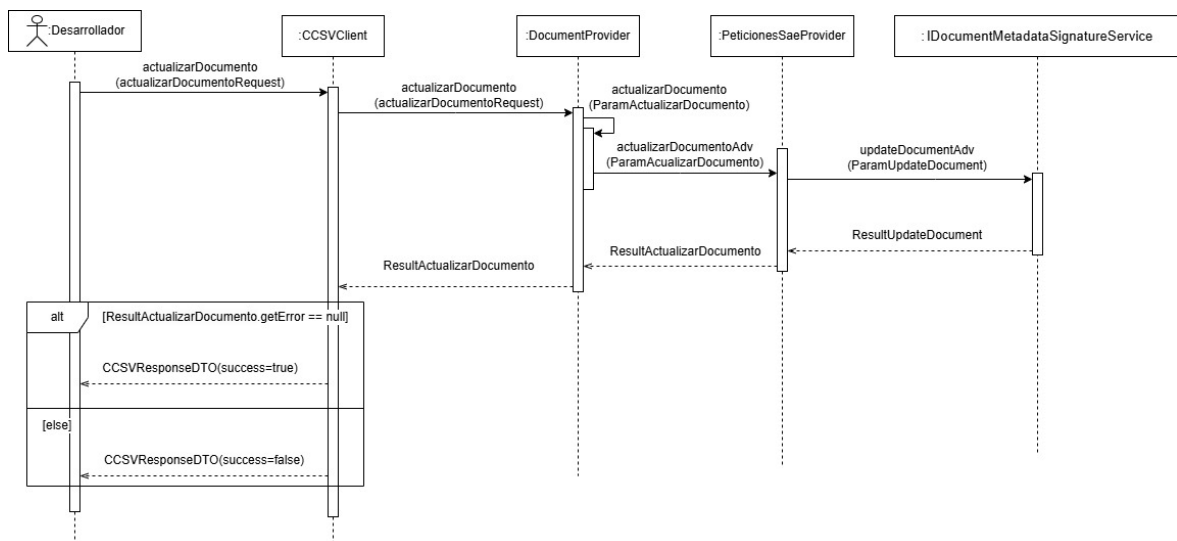 :Desarrollador
:CCSVClient
:DocumentProvider
:PeticionesSaeProvider
: IDocumentMetadataSignatureService
actualizarDocumento
(actualizarDocumentoRequest)
actualizarDocumento
(actualizarDocumentoRequest)
actualizarDocumento
(ParamActualizarDocumento)
actualizarDocumentoAdv
(ParamAcualizarDocumento)
updateDocumentAdv
(ParamUpdateDocument)
ResultUpdateDocument
ResultActualizarDocumento
ResultActualizarDocumento
alt
[ResultActualizarDocumento.getError == null]
CCSVResponseDTO(success=true)
[else]
CCSVResponseDTO(success=false)